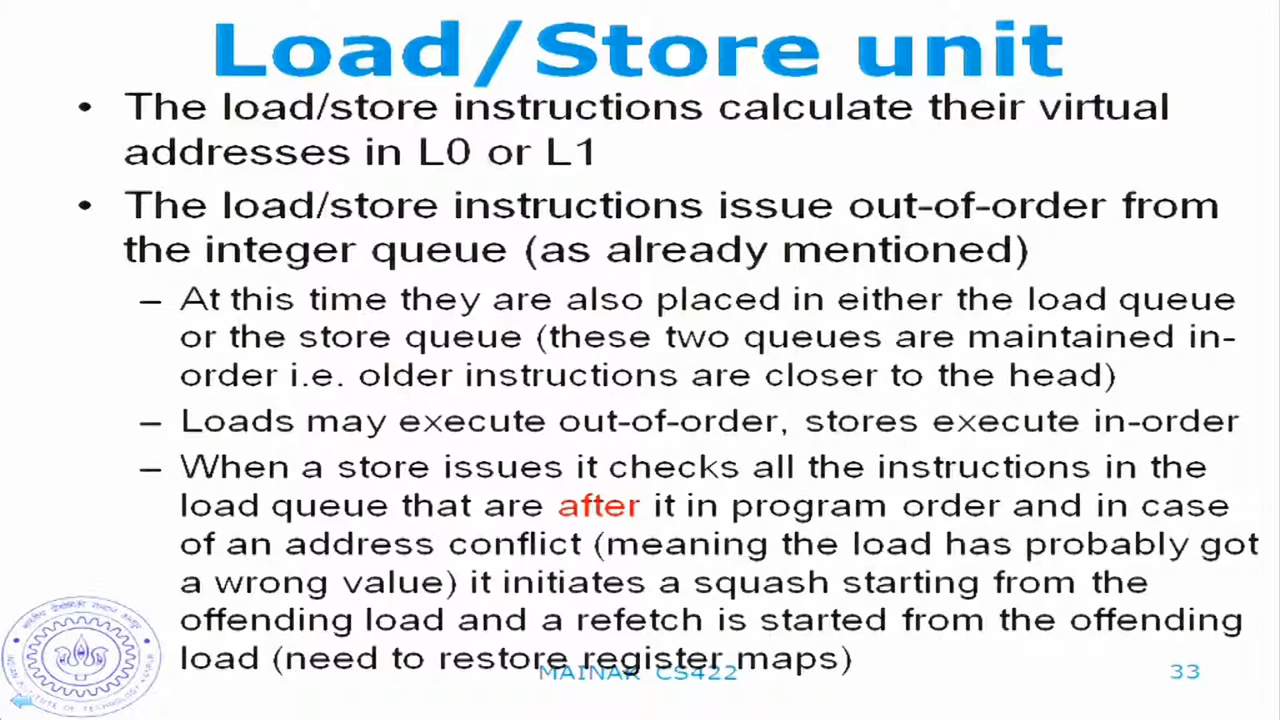 Load/Store unit
• The load/store instructions calculate their virtual
addresses in L0 or L1
• The load/store instructions issue out-of-order from
the integer queue (as already mentioned)
– At this time they are also placed in either the load queue
or the store queue (these two queues are maintained in-
order i.e. older instructions are closer to the head)
– Loads may execute out-of-order, stores execute in-order
– When a store issues it checks all the instructions in the
load queue that are after it in program order and in case
of an address conflict (meaning the load has probably got
a wrong value) it initiates a squash starting from the
offending load and a refetch is started from the offending
load (need to restore register maps)
MAINAK CS422
33